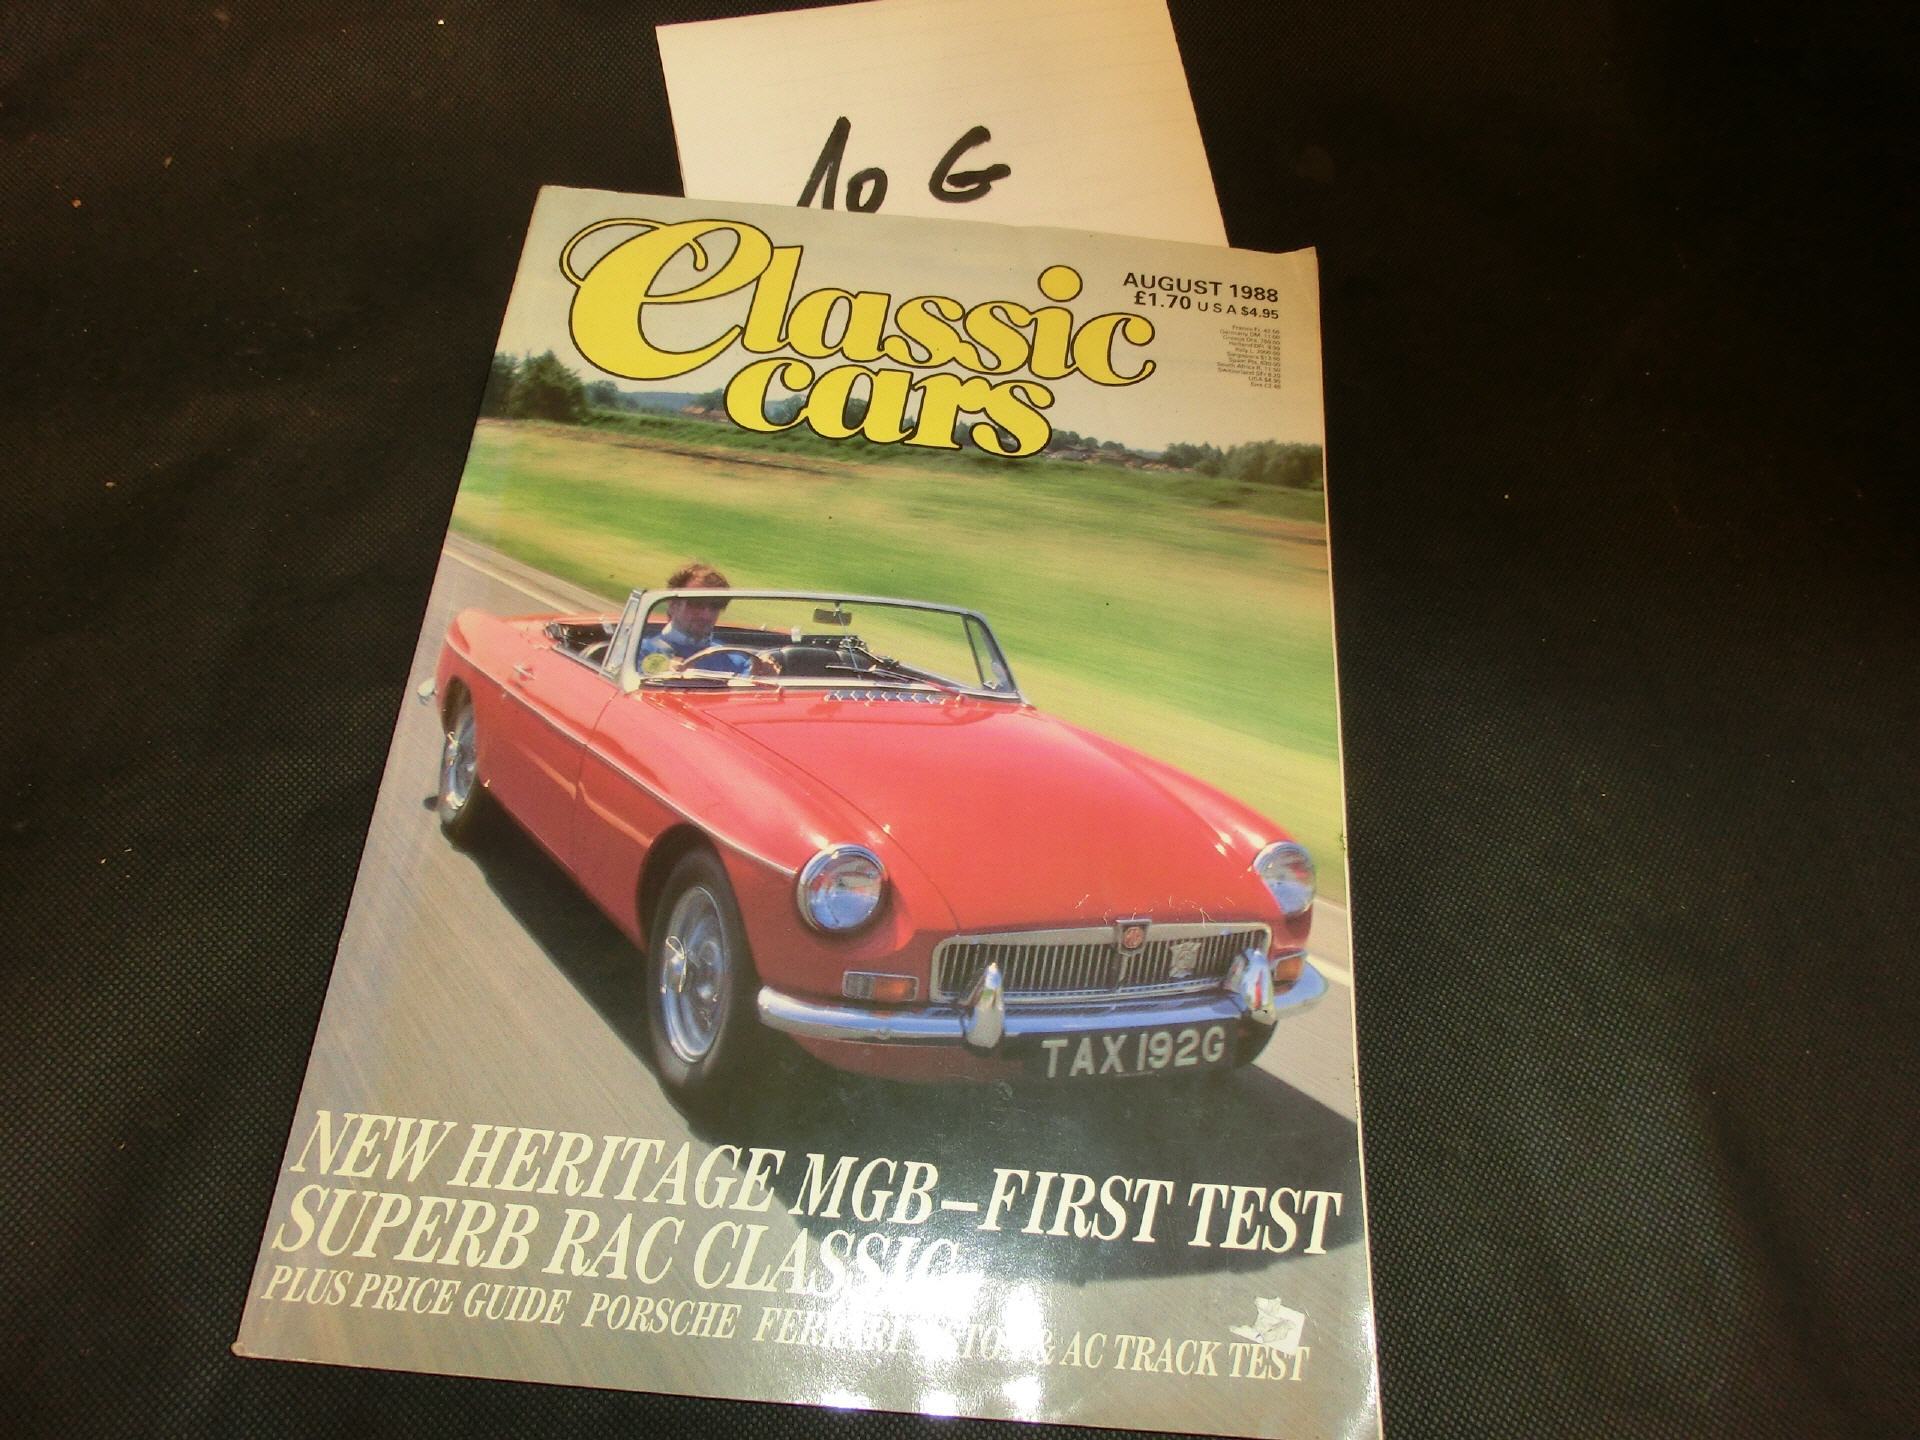 10 G
Classic
cars
AUGUST 1988
£1.70 USA $4.95
TAX 192G
NEW HERITAGE MGB–FIRST TEST
SUPERB RAC CLASSIC
PLUS PRICE GUIDE PORSCHE FERRARI & AC TRACK TEST